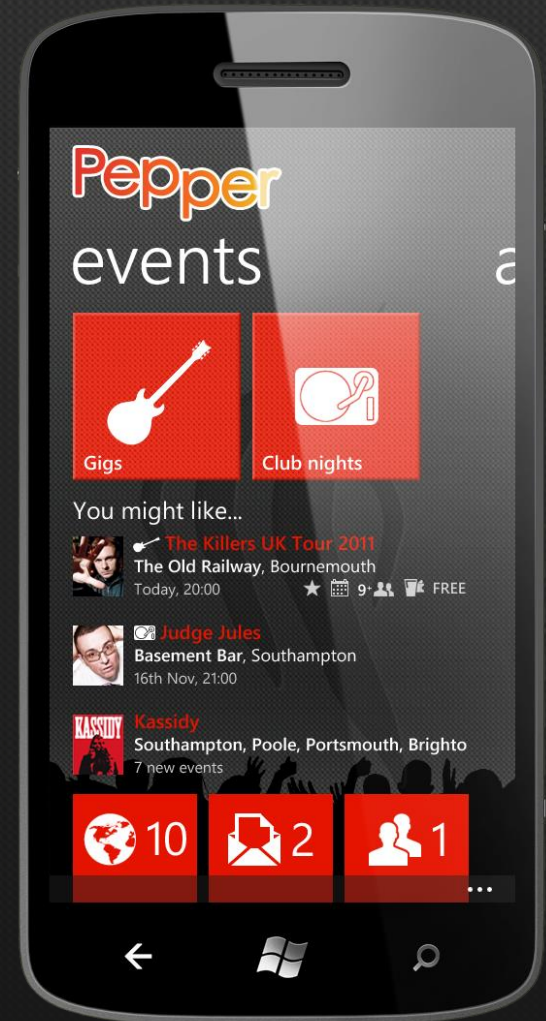 Pepper
events
a
Gigs
Club nights
You might like...
The Killers UK Tour 2011
The Old Railway, Bournemouth
Today, 20:00
9+
FREE
Judge Jules
Basement Bar, Southampton
16th Nov, 21:00
KASSIDY
Kassidy
Southampton, Poole, Portsmouth, Brighto
7 new events
10
2
1
...